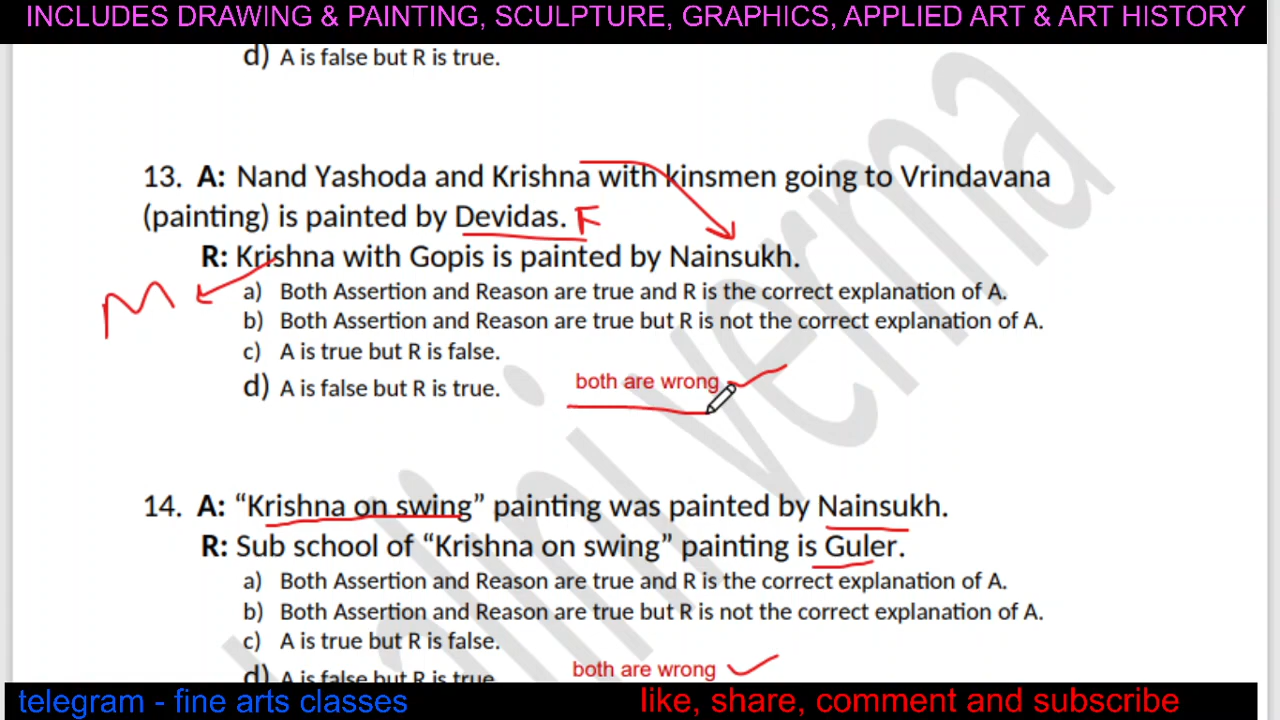 INCLUDES DRAWING & PAINTING, SCULPTURE, GRAPHICS, APPLIED ART & ART HISTORY
d) A is false but R is true.
13. A: Nand Yashoda and Krishna with kinsmen going to Vrindavana
(painting) is painted by Devidas. F
R: Krishna with Gopis is painted by Nainsukh.
M
a) Both Assertion and Reason are true and R is the correct explanation of A.
b) Both Assertion and Reason are true but R is not the correct explanation of A.
c) A is true but R is false.
d) A is false but R is true. both are wrong
14. A: “Krishna on swing” painting was painted by Nainsukh.
R: Sub school of “Krishna on swing” painting is Guler.
a) Both Assertion and Reason are true and R is the correct explanation of A.
b) Both Assertion and Reason are true but R is not the correct explanation of A.
c) A is true but R is false.
d) A is false but R is true. both are wrong
telegram - fine arts classes like, share, comment and subscribe